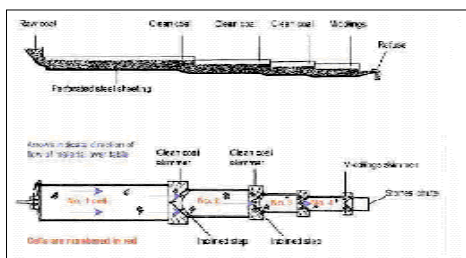 Raw coal
Clean coal
Clean coal
Clean coal
Middlings
Refuse
Perforated steel sheeting
Arrows indicate direction of
flow of material over table
Clean coal
skimmer
Clean coal
skimmer
Middlings skimmer
No. 1 cell
No. 2
No. 3
No. 4
Stones chute
Inclined step
Inclined step
Cells are numbered in red